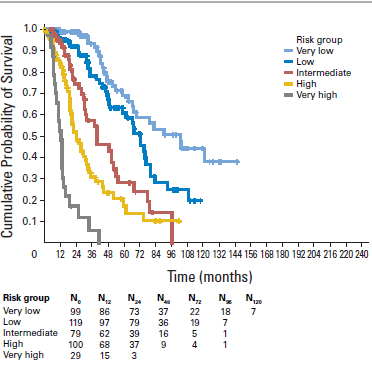 Cumulative Probability of Survival
1.0
0.9
0.8
0.7
0.6
0.5
0.4
0.3
0.2
0.1
Risk group
Very low
Low
Intermediate
High
Very high
0 12 24 36 48 60 72 84 96 108 120 132 144 156 168 180 192 204 216 228 240
Time (months)
Risk group N0 N12 N24 N48 N72 N96 N120
Very low 99 86 73 37 22 18 7
Low 119 97 79 36 19 7
Intermediate 79 62 39 16 5 1
High 100 68 37 9 4 1
Very high 29 15 3